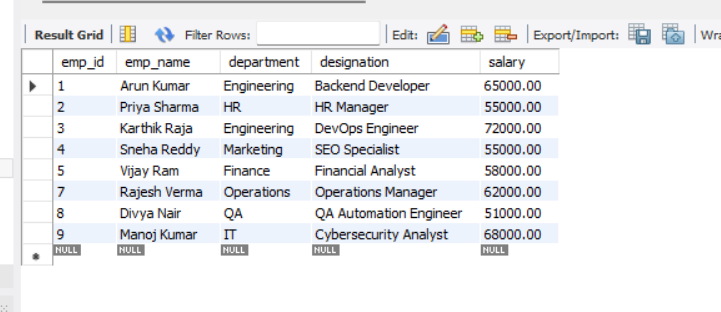 Result Grid Filter Rows: Edit: Export/Import: Wra
emp_id emp_name department designation salary
1 Arun Kumar Engineering Backend Developer 65000.00
2 Priya Sharma HR HR Manager 55000.00
3 Karthik Raja Engineering DevOps Engineer 72000.00
4 Sneha Reddy Marketing SEO Specialist 55000.00
5 Vijay Ram Finance Financial Analyst 58000.00
7 Rajesh Verma Operations Operations Manager 62000.00
8 Divya Nair QA QA Automation Engineer 51000.00
9 Manoj Kumar IT Cybersecurity Analyst 68000.00
NULL NULL NULL NULL NULL